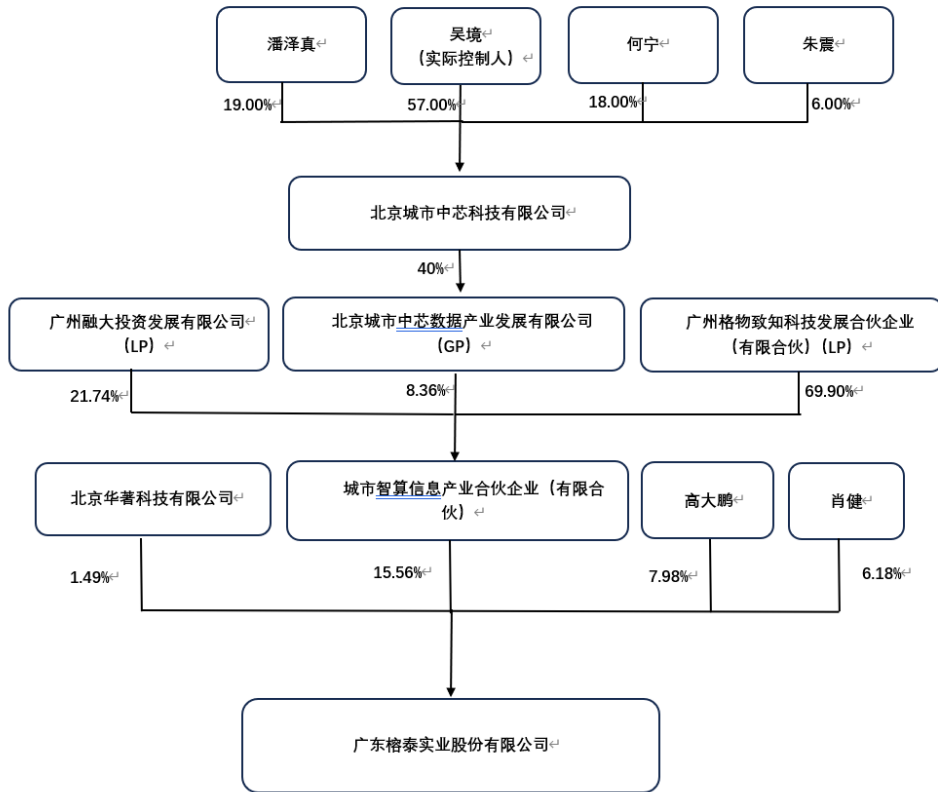 潘泽真
吴境
（实际控制人）
何宁
朱震
19.00%
57.00%
18.00%
6.00%
北京城市中芯科技有限公司
40%
广州融大投资发展有限公司
（LP）
北京城市中芯数据产业发展有限公司
（GP）
广州格物致知科技发展合伙企业
（有限合伙）（LP）
21.74%
8.36%
69.90%
北京华著科技有限公司
城市智算信息产业合伙企业（有限合
伙）
高大鹏
肖健
1.49%
15.56%
7.98%
6.18%
广东榕泰实业股份有限公司